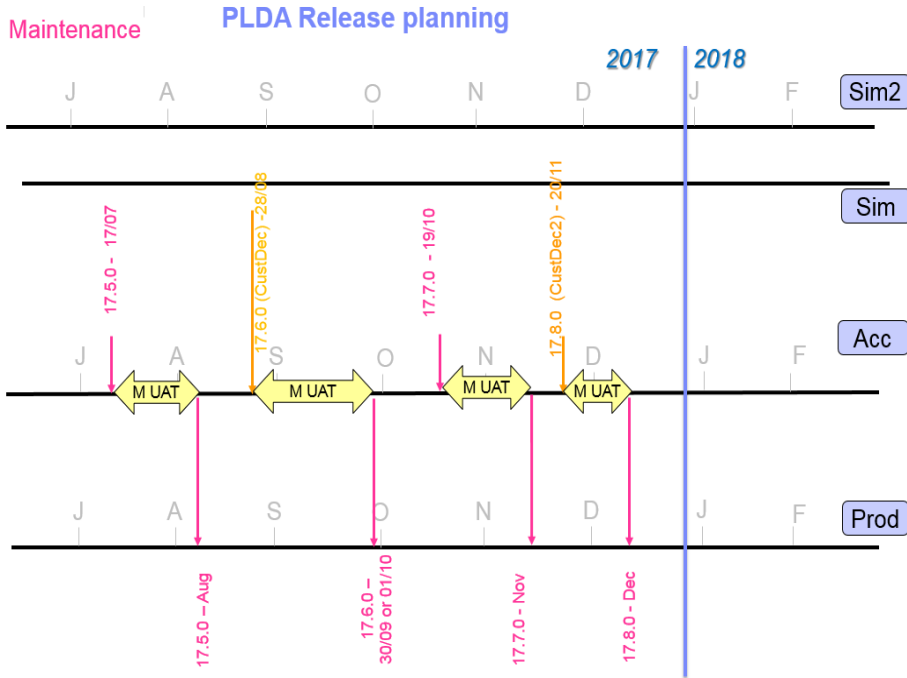 PLDA Release planning
Maintenance
2017
2018
J A S O N D J F
Sim2
Sim
17.5.0 - 17/07
17.6.0 (CustDec) -28/08
17.7.0 - 19/10
17.8.0 (CustDec2) - 20/11
Acc
J A S O N D J F
M UAT
M UAT
M UAT
M UAT
J A S O N D J F
Prod
17.5.0 – Aug
17.6.0 –
30/09 or 01/10
17.7.0 - Nov
17.8.0 - Dec